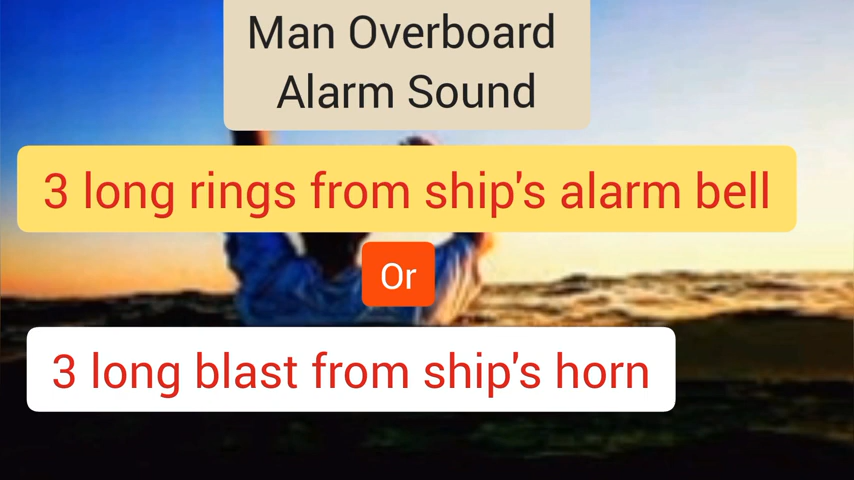 Man Overboard
Alarm Sound
3 long rings from ship's alarm bell
Or
3 long blast from ship's horn